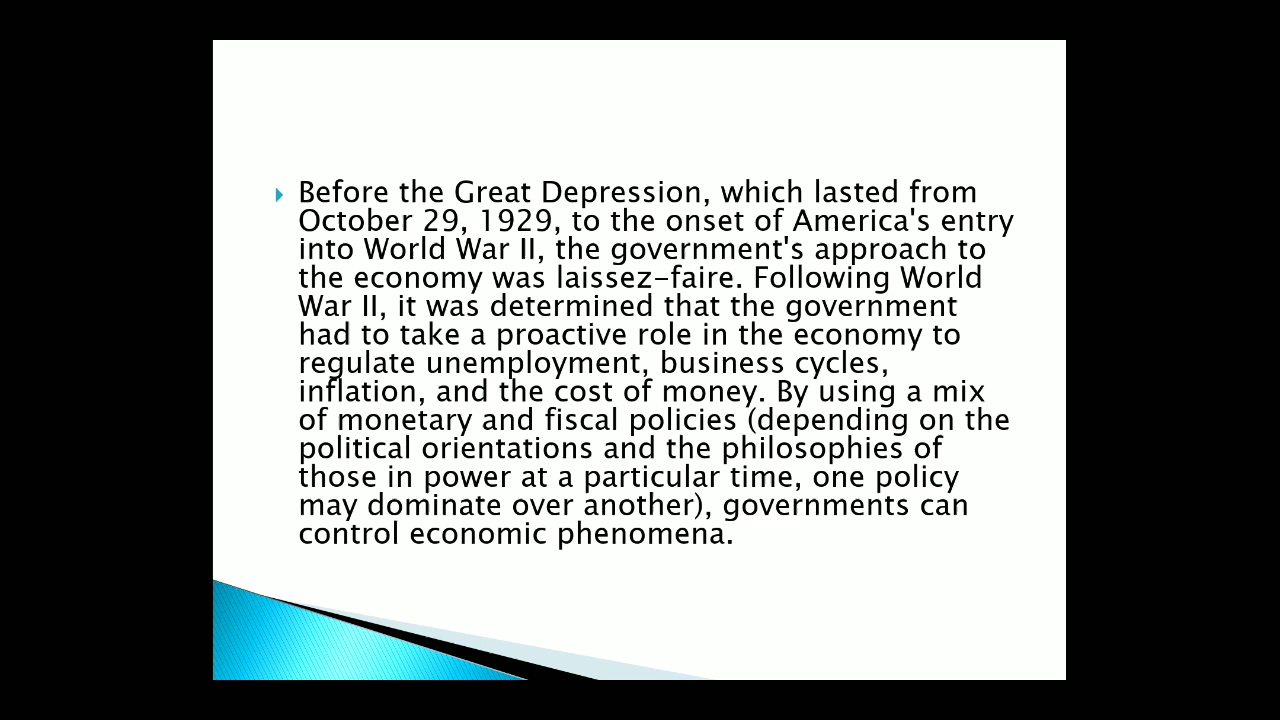 Before the Great Depression, which lasted from
October 29, 1929, to the onset of America's entry
into World War II, the government's approach to
the economy was laissez-faire. Following World
War II, it was determined that the government
had to take a proactive role in the economy to
regulate unemployment, business cycles,
inflation, and the cost of money. By using a mix
of monetary and fiscal policies (depending on the
political orientations and the philosophies of
those in power at a particular time, one policy
may dominate over another), governments can
control economic phenomena.